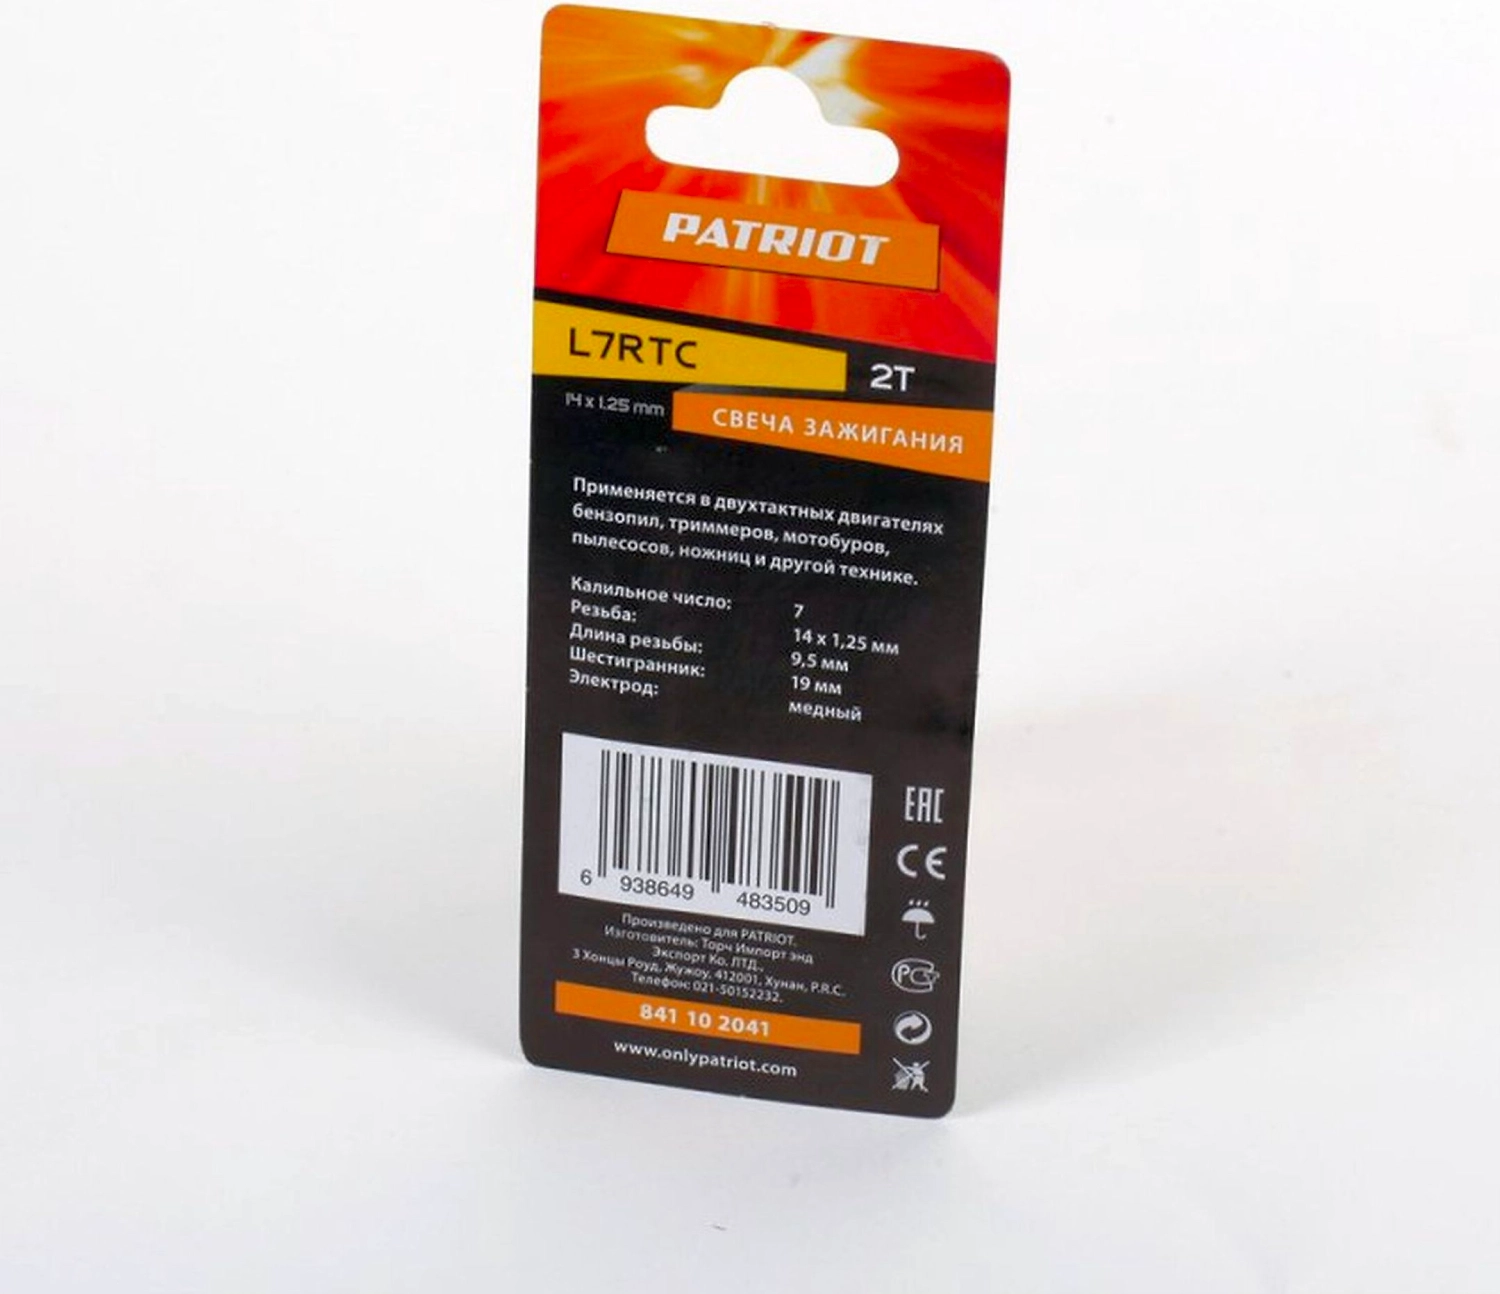 PATRIOT
L7RTC
2T
14 x 1.25 mm
СВЕЧА ЗАЖИГАНИЯ
Применяется в двухтактных двигателях
бензопил, триммеров, мотобуров,
пылесосов, ножниц и другой технике.
Калильное число: 7
Резьба: 14 x 1,25 мм
Длина резьбы: 9,5 мм
Шестигранник: 19 мм
Электрод: медный
6 938649 483509
Произведено для PATRIOT.
Изготовитель: Торч Импорт энд
Экспорт Ко. ЛТД.,
3 Хонцы Роуд, Жужоу, 412001, Хунан, P.R.C.
Телефон: 021-50152232.
841 10 2041
www.onlypatriot.com
EAC
CE
PC